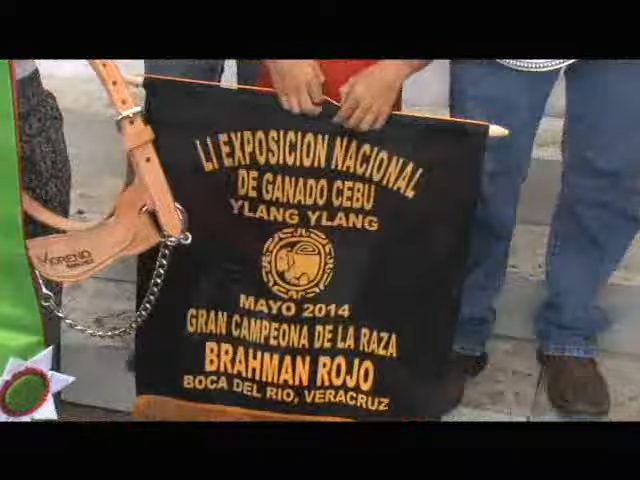 LI EXPOSICION NACIONAL
DE GANADO CEBU
YLANG YLANG
MAYO 2014
GRAN CAMPEONA DE LA RAZA
BRAHMAN ROJO
BOCA DEL RIO, VERACRUZ
MORENO